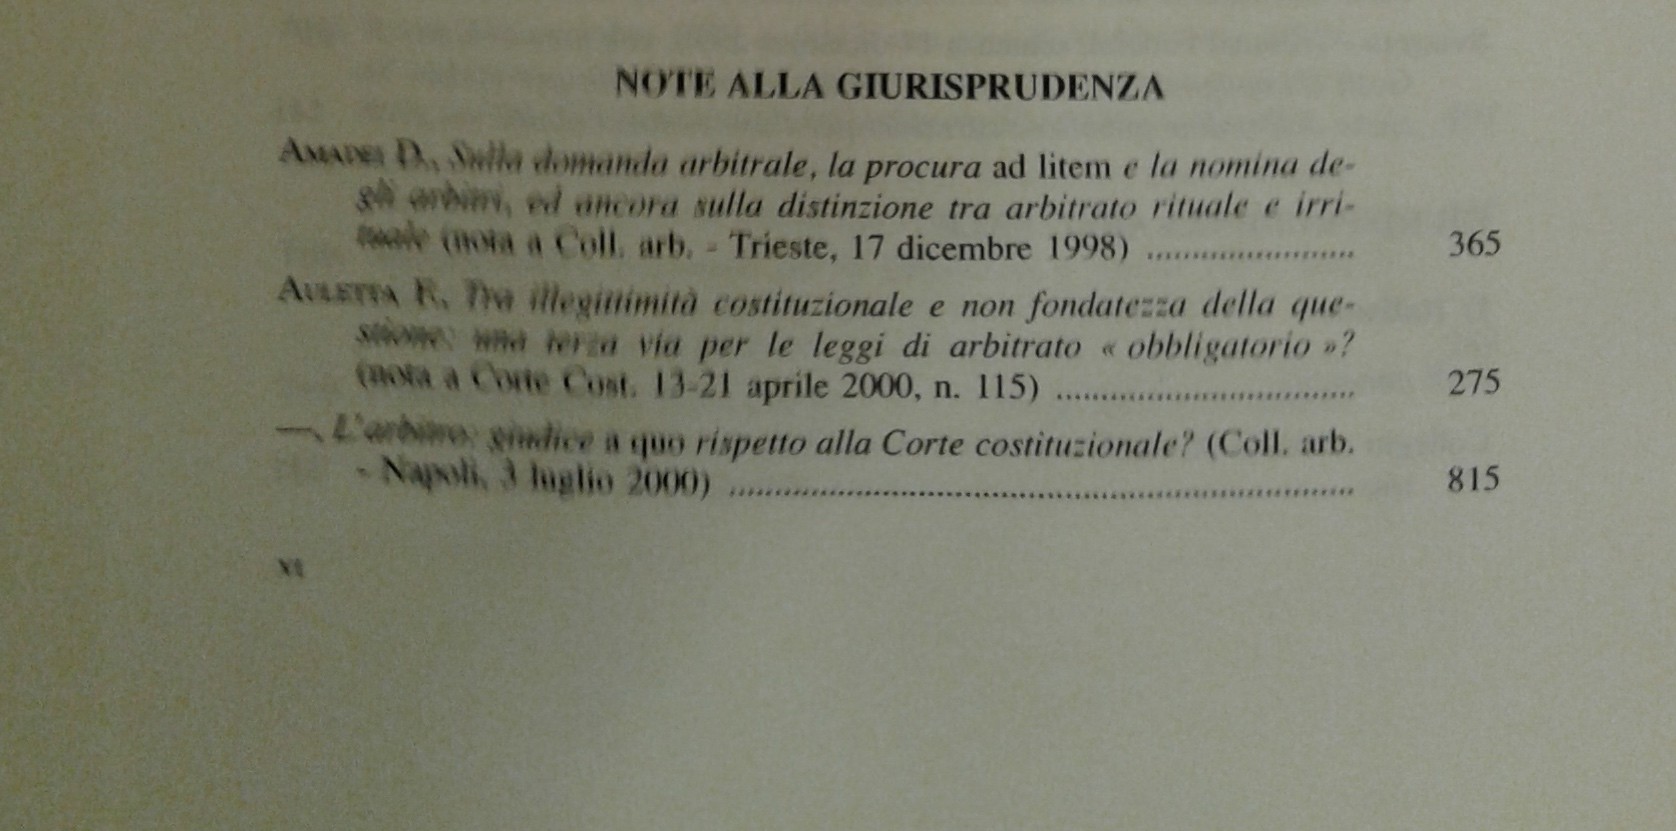 NOTE ALLA GIURISPRUDENZA
AMADEI D., Sulla domanda arbitrale, la procura ad litem e la nomina de-
gli arbitri, ed ancora sulla distinzione tra arbitrato rituale e irri-
tuale (nota a Coll. arb. - Trieste, 17 dicembre 1998) ....................... 365
AULETTA F., Tra illegittimità costituzionale e non fondatezza della que-
stione: una terza via per le leggi di arbitrato « obbligatorio »?
(nota a Corte Cost. 13-21 aprile 2000, n. 115) ................................. 275
—, L'arbitro: giudice a quo rispetto alla Corte costituzionale? (Coll. arb.
- Napoli, 3 luglio 2000) ...................................................................... 815
VI